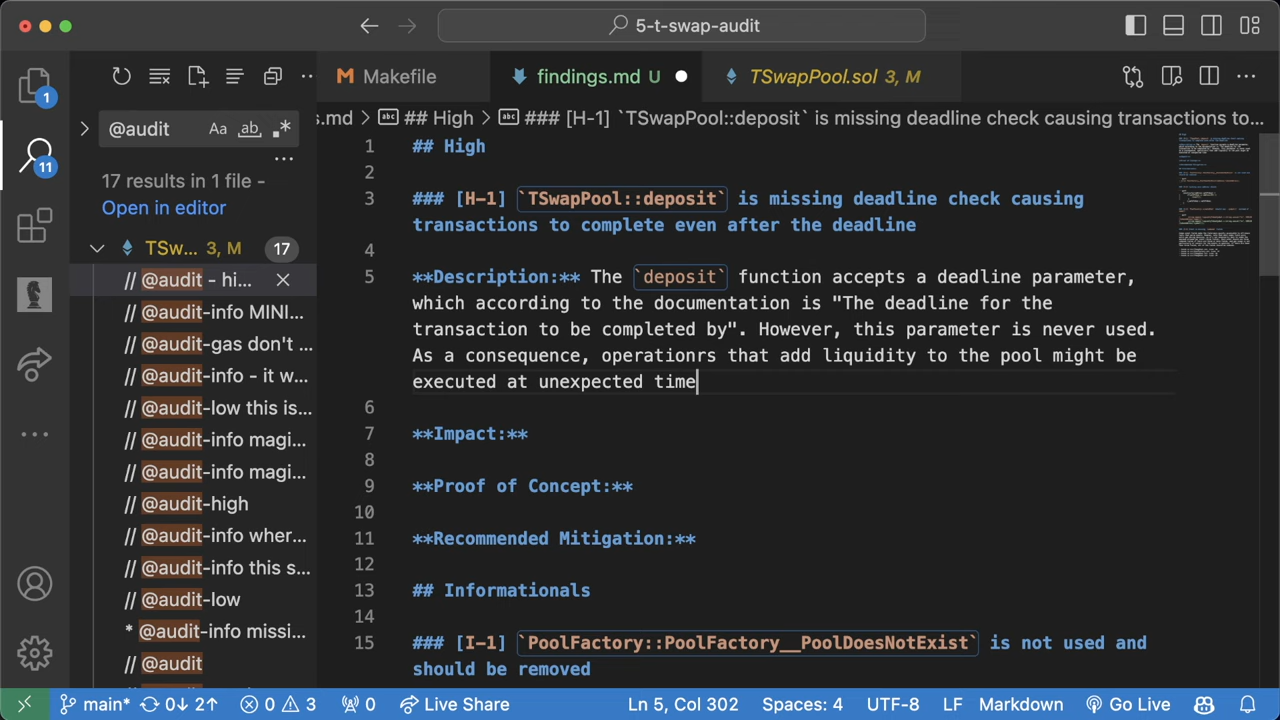 5-t-swap-audit
Makefile
findings.md U
TSwapPool.sol 3, M
1
@audit
Aa
ab
.*
s.md > ## High > ### [H-1] `TSwapPool::deposit` is missing deadline check causing transactions to...
17 results in 1 file -
Open in editor
TSw... 3, M 17
// @audit - hi...
// @audit-info MINI...
// @audit-gas don't ...
// @audit-info - it w...
// @audit-low this is...
// @audit-info magi...
// @audit-info magi...
// @audit-high
// @audit-info wher...
// @audit-info this s...
// @audit-low
* @audit-info missi...
// @audit
11
1 ## High
2
3 ### [H-1] `TSwapPool::deposit` is missing deadline check causing
transactions to complete even after the deadline
4
5 **Description:** The `deposit` function accepts a deadline parameter,
which according to the documentation is "The deadline for the
transaction to be completed by". However, this parameter is never used.
As a consequence, operationrs that add liquidity to the pool might be
executed at unexpected time
6
7 **Impact:**
8
9 **Proof of Concept:**
10
11 **Recommended Mitigation:**
12
13 ## Informationals
14
15 ### [I-1] `PoolFactory::PoolFactory__PoolDoesNotExist` is not used and
should be removed
main* 0↓ 2↑ 0 3 0 Live Share Ln 5, Col 302 Spaces: 4 UTF-8 LF Markdown Go Live